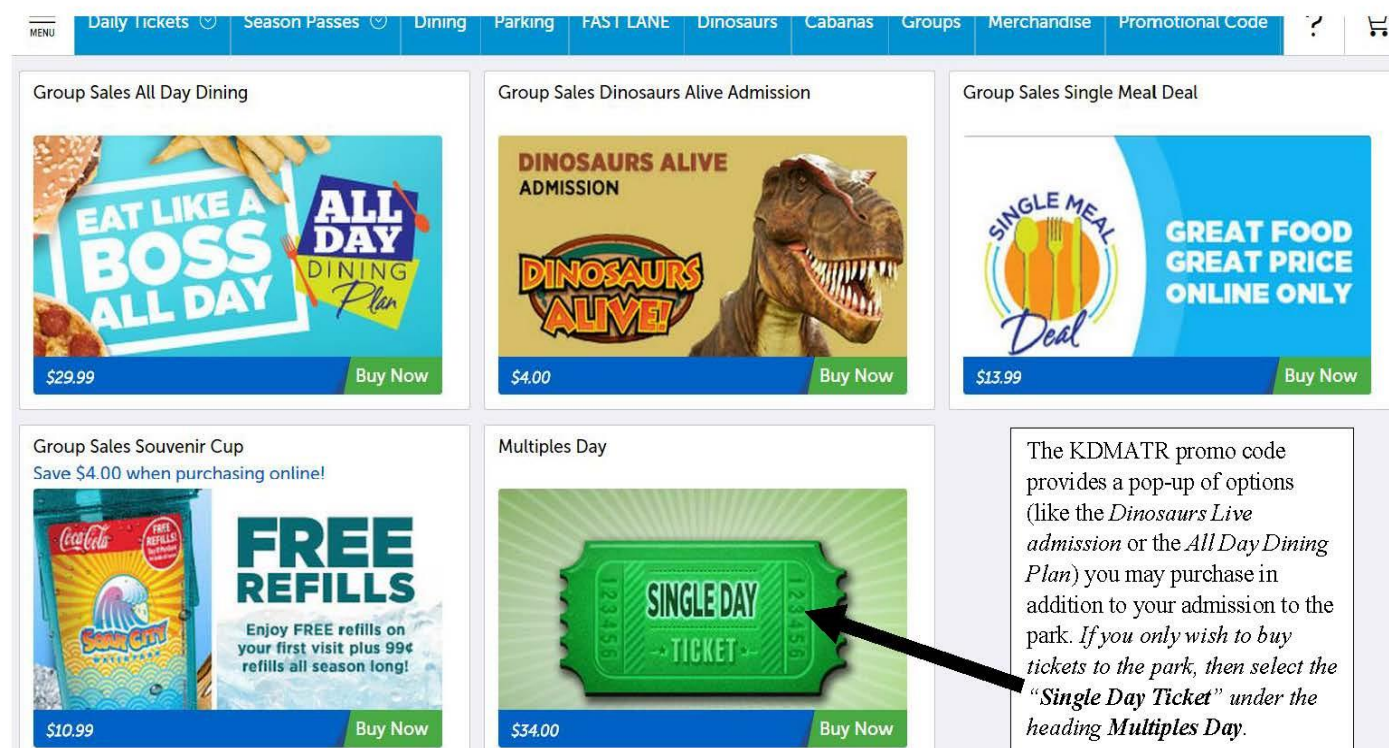 MENU
Daily Tickets Season Passes Dining Parking FAST LANE Dinosaurs Cabanas Groups Merchandise Promotional Code ?
Group Sales All Day Dining
EAT LIKE A
BOSS
ALL DAY
ALL
DAY
DINING
Plan
$29.99 Buy Now
Group Sales Dinosaurs Alive Admission
DINOSAURS ALIVE
ADMISSION
DINOSAURS
ALIVE!
$4.00 Buy Now
Group Sales Single Meal Deal
SINGLE MEAL
Deal
GREAT FOOD
GREAT PRICE
ONLINE ONLY
$13.99 Buy Now
Group Sales Souvenir Cup
Save $4.00 when purchasing online!
Coca-Cola
FREE
REFILLS!
SOAK CITY
WATERPARK
FREE
REFILLS
Enjoy FREE refills on
your first visit plus 99¢
refills all season long!
$10.99 Buy Now
Multiples Day
123456
SINGLE DAY
TICKET
123456
$34.00 Buy Now
The KDMATR promo code
provides a pop-up of options
(like the Dinosaurs Live
admission or the All Day Dining
Plan) you may purchase in
addition to your admission to the
park. If you only wish to buy
tickets to the park, then select the
“Single Day Ticket” under the
heading Multiples Day.